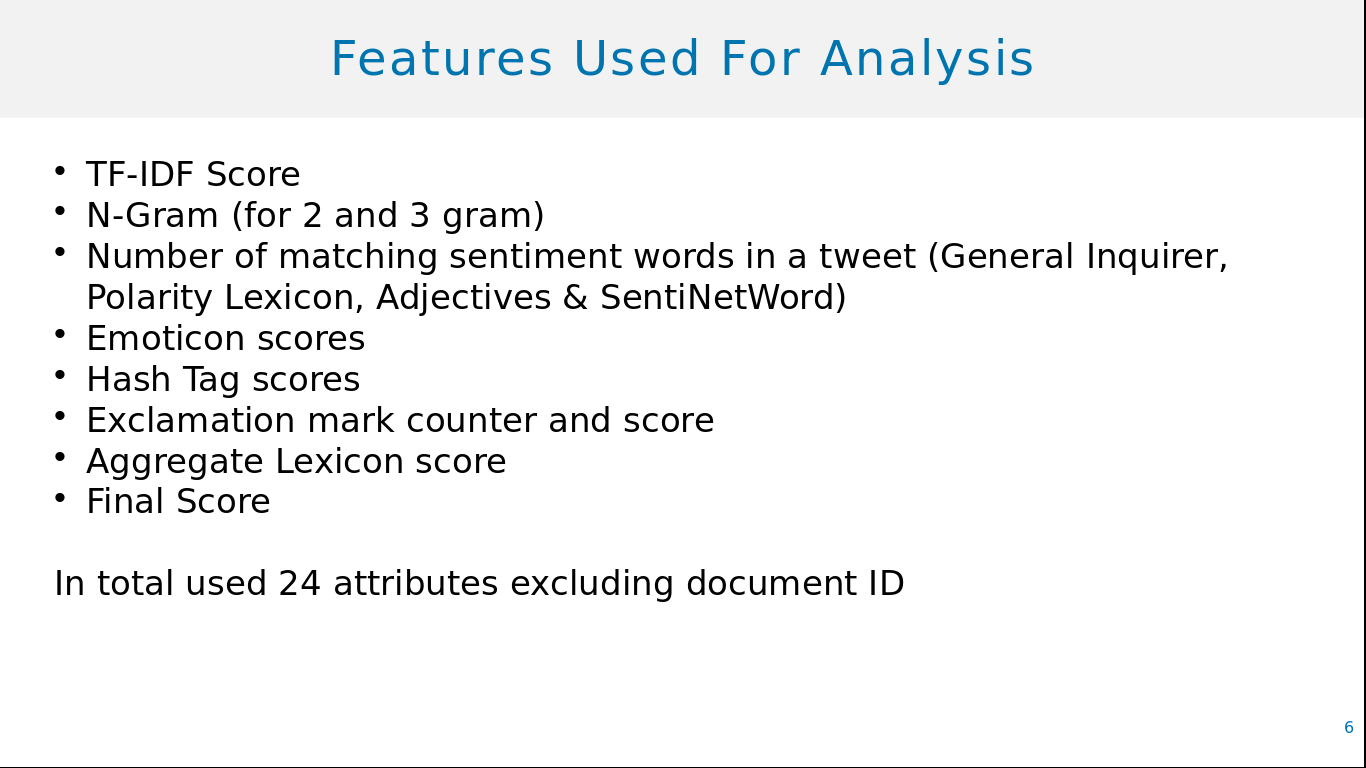 Features Used For Analysis
• TF-IDF Score
• N-Gram (for 2 and 3 gram)
• Number of matching sentiment words in a tweet (General Inquirer,
Polarity Lexicon, Adjectives & SentiNetWord)
• Emoticon scores
• Hash Tag scores
• Exclamation mark counter and score
• Aggregate Lexicon score
• Final Score
In total used 24 attributes excluding document ID
6